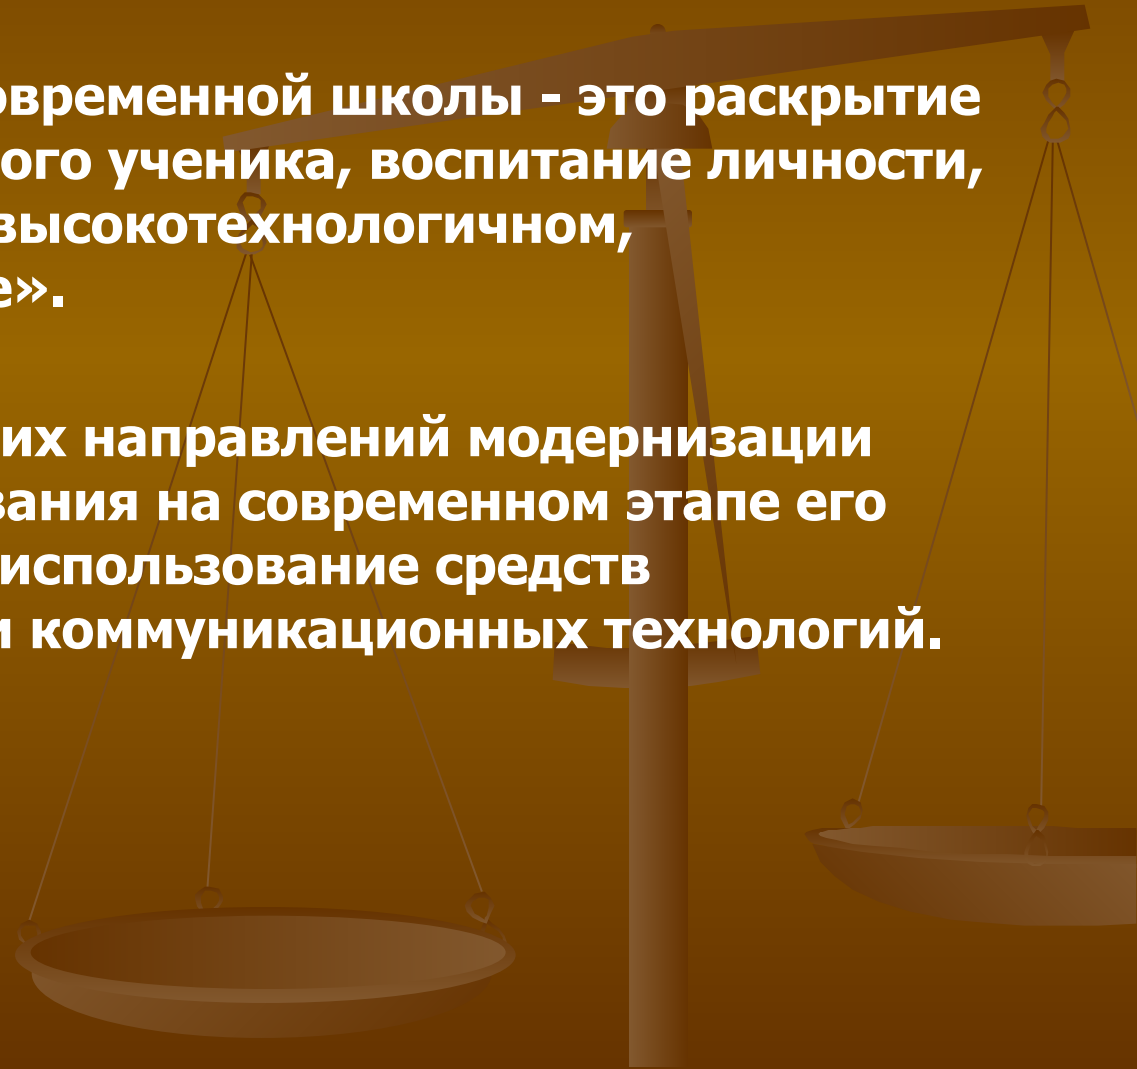 овременной школы - это раскрытие
ого ученика, воспитание личности,
высокотехнологичном,
е».
их направлений модернизации
вания на современном этапе его
использование средств
и коммуникационных технологий.